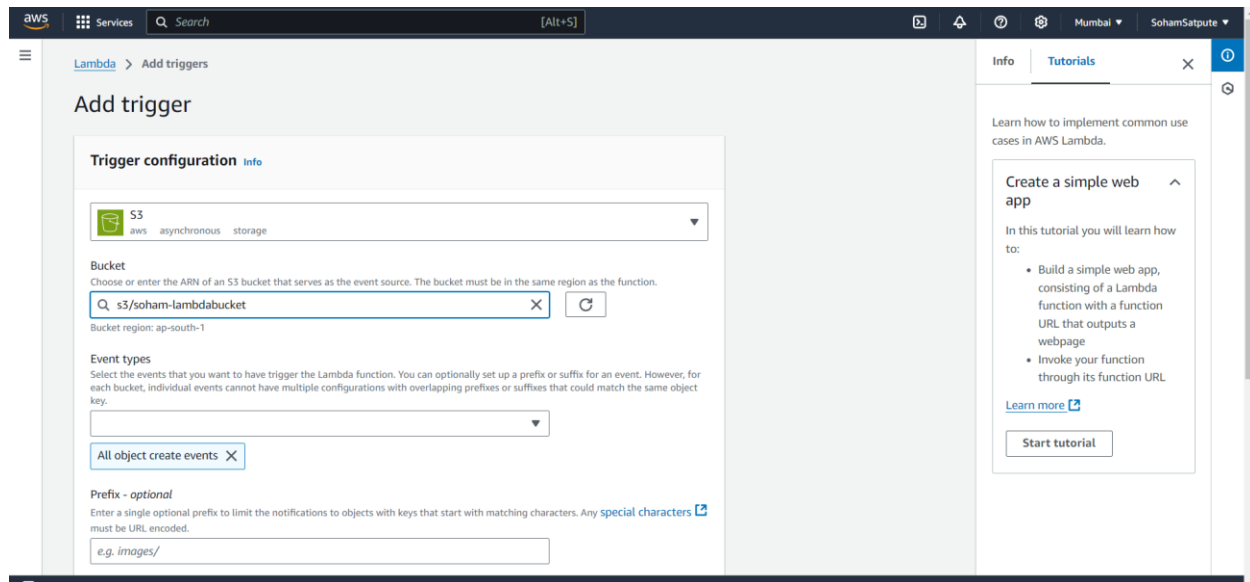 aws
Services
Search
[Alt+S]
Mumbai
SohamSatpute
Lambda > Add triggers
Add trigger
Trigger configuration Info
S3
aws asynchronous storage
Bucket
Choose or enter the ARN of an S3 bucket that serves as the event source. The bucket must be in the same region as the function.
s3/soham-lambdabucket
Bucket region: ap-south-1
Event types
Select the events that you want to have trigger the Lambda function. You can optionally set up a prefix or suffix for an event. However, for
each bucket, individual events cannot have multiple configurations with overlapping prefixes or suffixes that could match the same object
key.
All object create events
Prefix - optional
Enter a single optional prefix to limit the notifications to objects with keys that start with matching characters. Any special characters
must be URL encoded.
e.g. images/
Info
Tutorials
Learn how to implement common use
cases in AWS Lambda.
Create a simple web
app
In this tutorial you will learn how
to:
• Build a simple web app,
consisting of a Lambda
function with a function
URL that outputs a
webpage
• Invoke your function
through its function URL
Learn more
Start tutorial